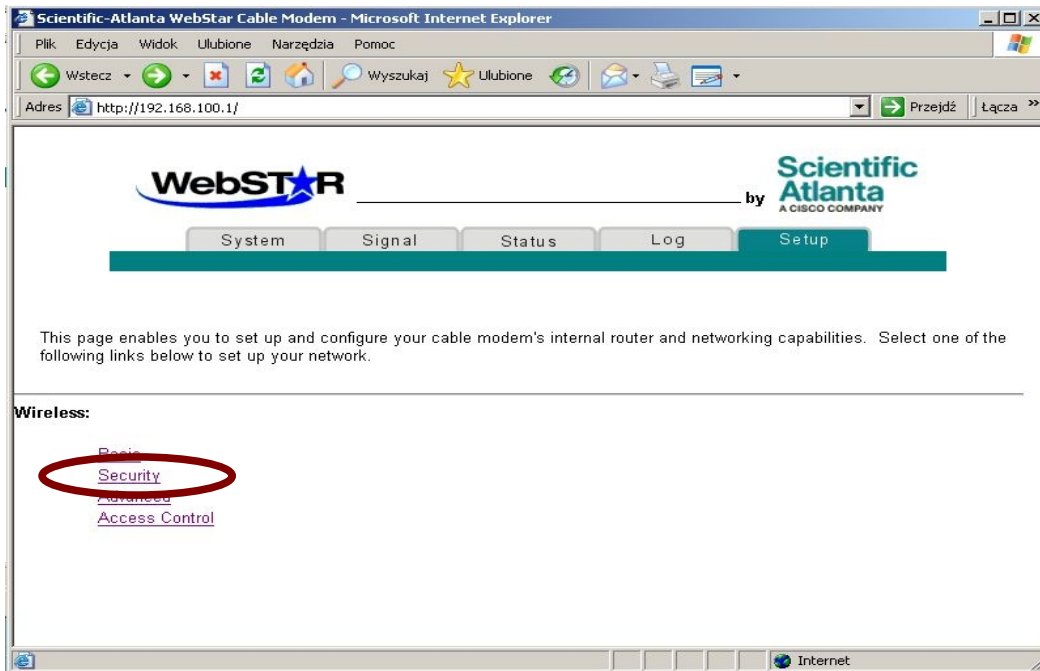 Scientific-Atlanta WebStar Cable Modem - Microsoft Internet Explorer
Plik Edycja Widok Ulubione Narzędzia Pomoc
Wstecz Wyszukaj Ulubione
Adres http://192.168.100.1/ Przejdź Łącza »
WebSTAR by Scientific Atlanta
A CISCO COMPANY
System Signal Status Log Setup
This page enables you to set up and configure your cable modem's internal router and networking capabilities. Select one of the
following links below to set up your network.
Wireless:
Basic
Security
Advanced
Access Control
Internet